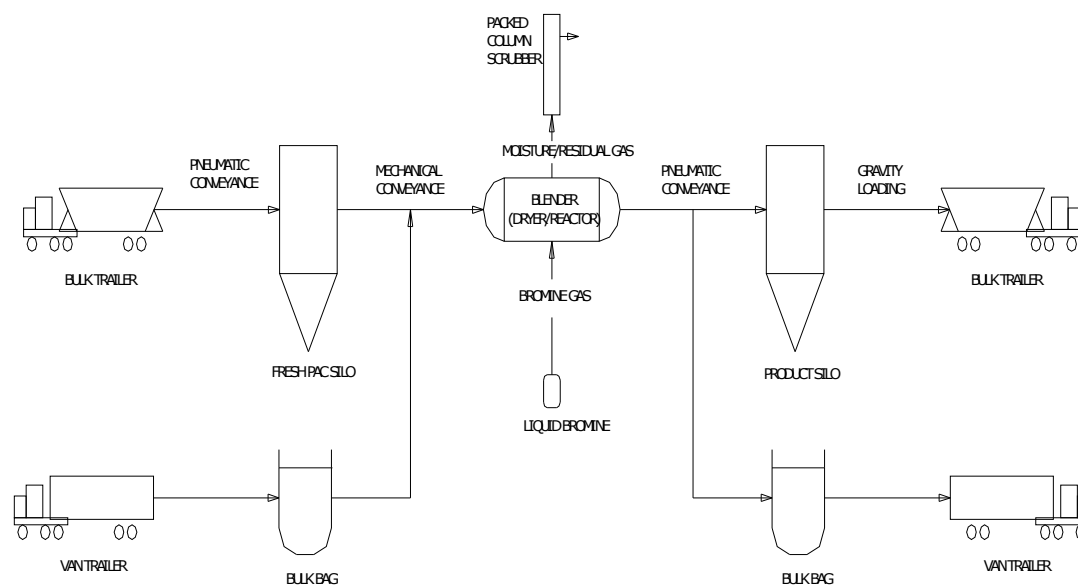 PACKED
COLUMN
SCRUBBER
MOISTURE/RESIDUAL GAS
PNEUMATIC
CONVEYANCE
MECHANICAL
CONVEYANCE
BLENDER
(DRYER/REACTOR)
PNEUMATIC
CONVEYANCE
GRAVITY
LOADING
BULK TRAILER
BROMINE GAS
BULK TRAILER
FRESH PAC SILO
PRODUCT SILO
LIQUID BROMINE
VAN TRAILER
BULK BAG
BULK BAG
VAN TRAILER